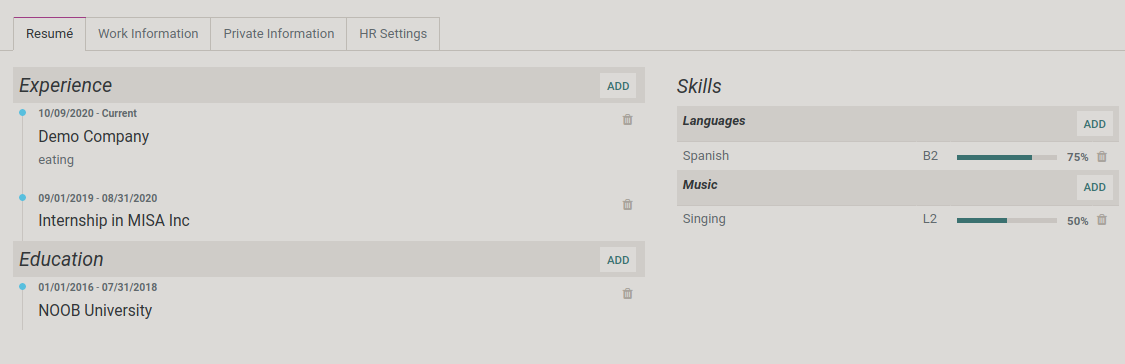 Resumé Work Information Private Information HR Settings
Experience ADD
10/09/2020 - Current
Demo Company
eating
09/01/2019 - 08/31/2020
Internship in MISA Inc
Education ADD
01/01/2016 - 07/31/2018
NOOB University
Skills
Languages ADD
Spanish B2 75%
Music ADD
Singing L2 50%